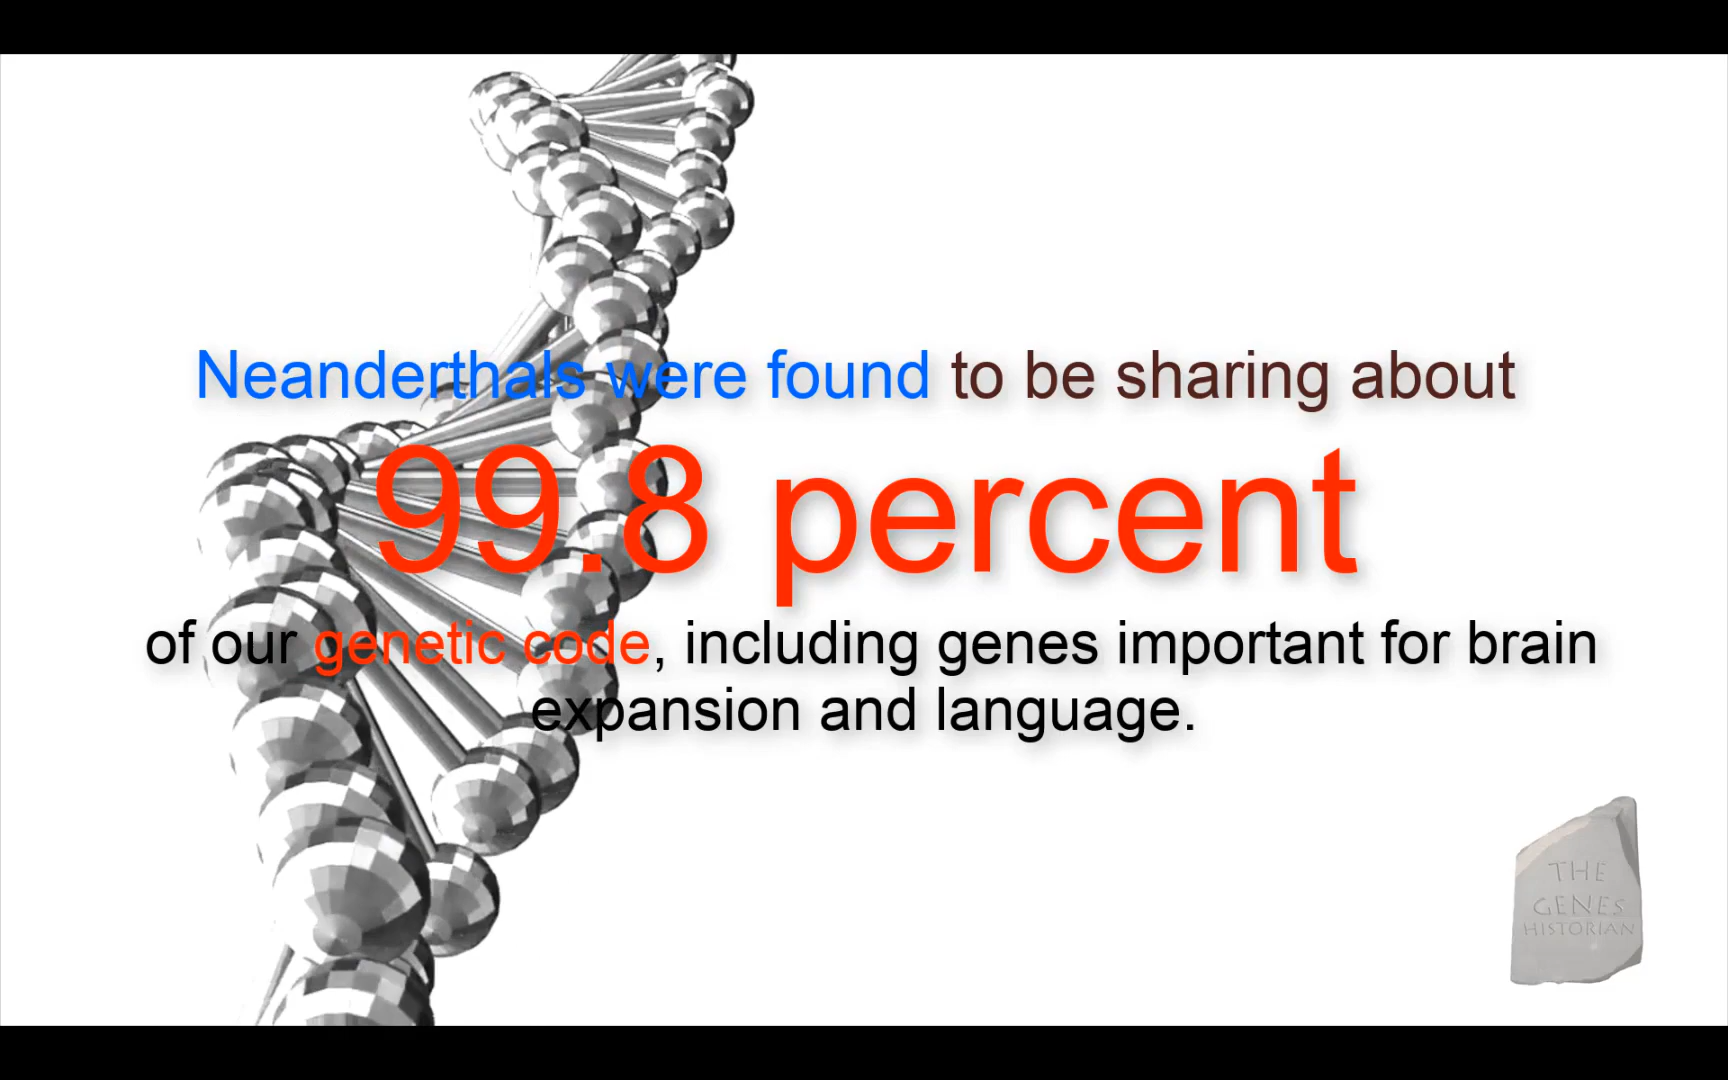 Neanderthals were found to be sharing about
99.8 percent
of our genetic code, including genes important for brain
expansion and language.
THE
GENES
HISTORIAN